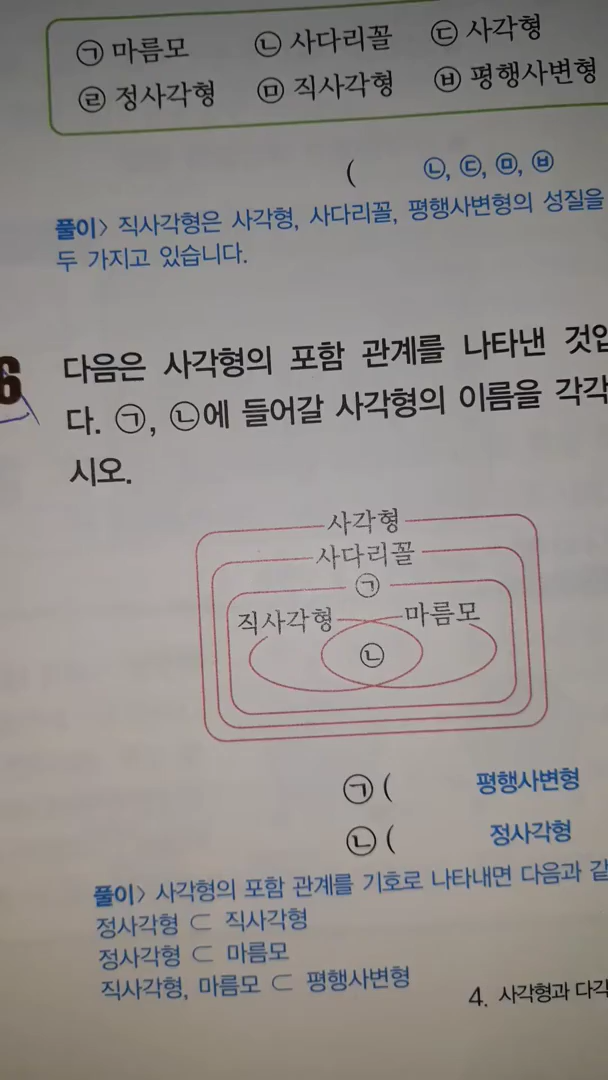 ㉠ 마름모 ㉡ 사다리꼴 ㉢ 사각형
㉣ 정사각형 ㉤ 직사각형 ㉥ 평행사변형
( ㉡, ㉢, ㉤, ㉥
풀이> 직사각형은 사각형, 사다리꼴, 평행사변형의 성질을
두 가지고 있습니다.
6
다음은 사각형의 포함 관계를 나타낸 것입
다. ㉠, ㉡에 들어갈 사각형의 이름을 각각
시오.
사각형
사다리꼴
㉠
직사각형 마름모
㉡
㉠ ( 평행사변형
㉡ ( 정사각형
풀이> 사각형의 포함 관계를 기호로 나타내면 다음과 같
정사각형 ⊂ 직사각형
정사각형 ⊂ 마름모
직사각형, 마름모 ⊂ 평행사변형
4. 사각형과 다각